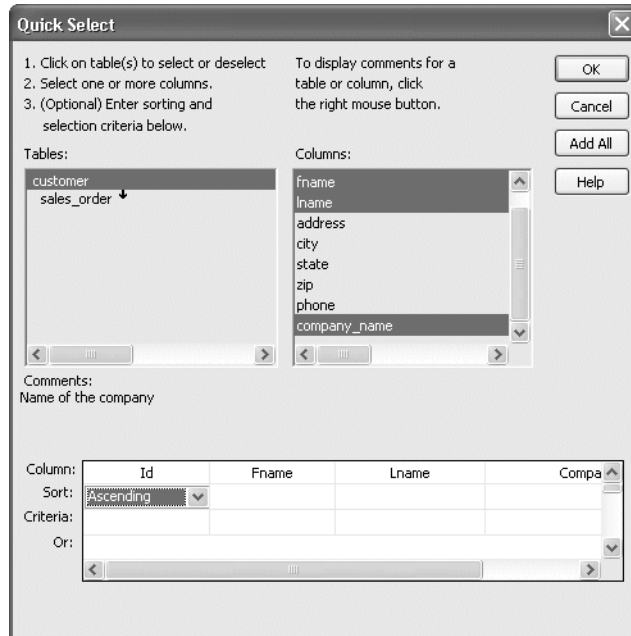 Quick Select
1. Click on table(s) to select or deselect
2. Select one or more columns.
3. (Optional) Enter sorting and
selection criteria below.
To display comments for a
table or column, click
the right mouse button.
OK
Cancel
Add All
Help
Tables:
customer
sales_order
Columns:
fname
lname
address
city
state
zip
phone
company_name
Comments:
Name of the company
Column: Id Fname Lname Compa
Sort: Ascending
Criteria:
Or: